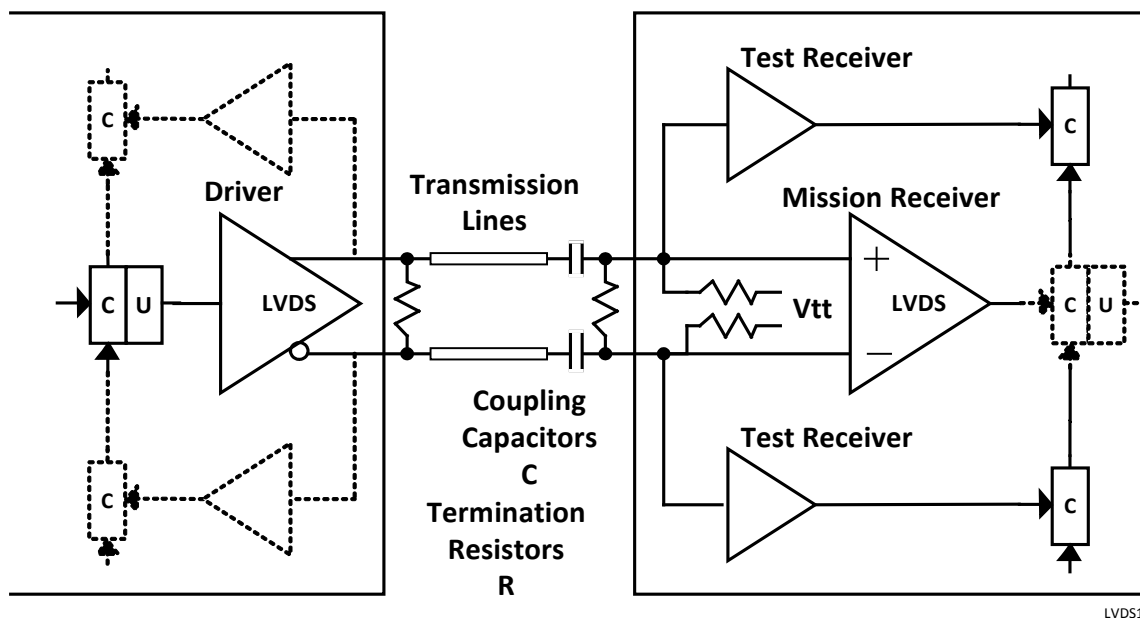 Test Receiver
C
C
Driver
Transmission
Lines
Mission Receiver
C U
LVDS
+
Vtt
LVDS
C U
−
Coupling
Capacitors
C
Termination
Resistors
R
Test Receiver
C
C
LVDS1